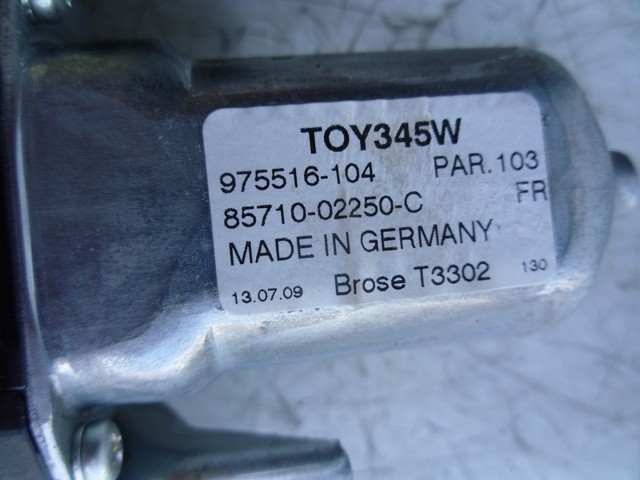 TOY345W
975516-104 PAR.103
85710-02250-C FR
MADE IN GERMANY
13.07.09 Brose T3302 130